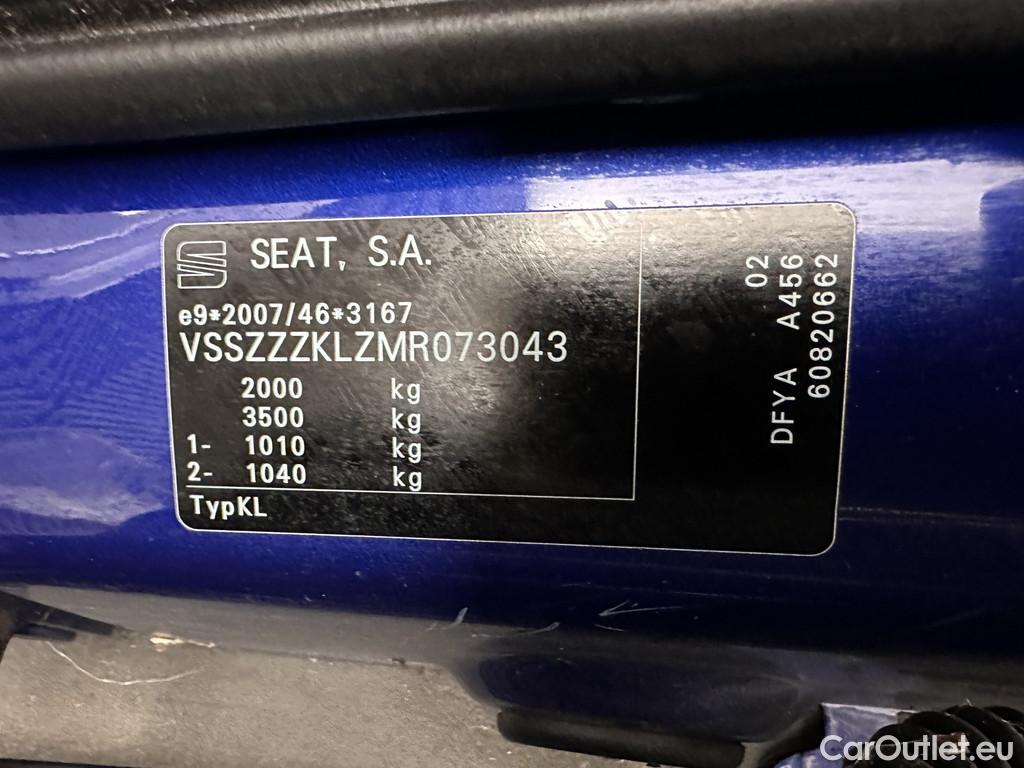 SEAT, S.A.
e9*2007/46*3167
VSSZZZKLZMR073043
2000 kg
3500 kg
1- 1010 kg
2- 1040 kg
TypKL
02
DFYA A456
60820662
CarOutlet.eu